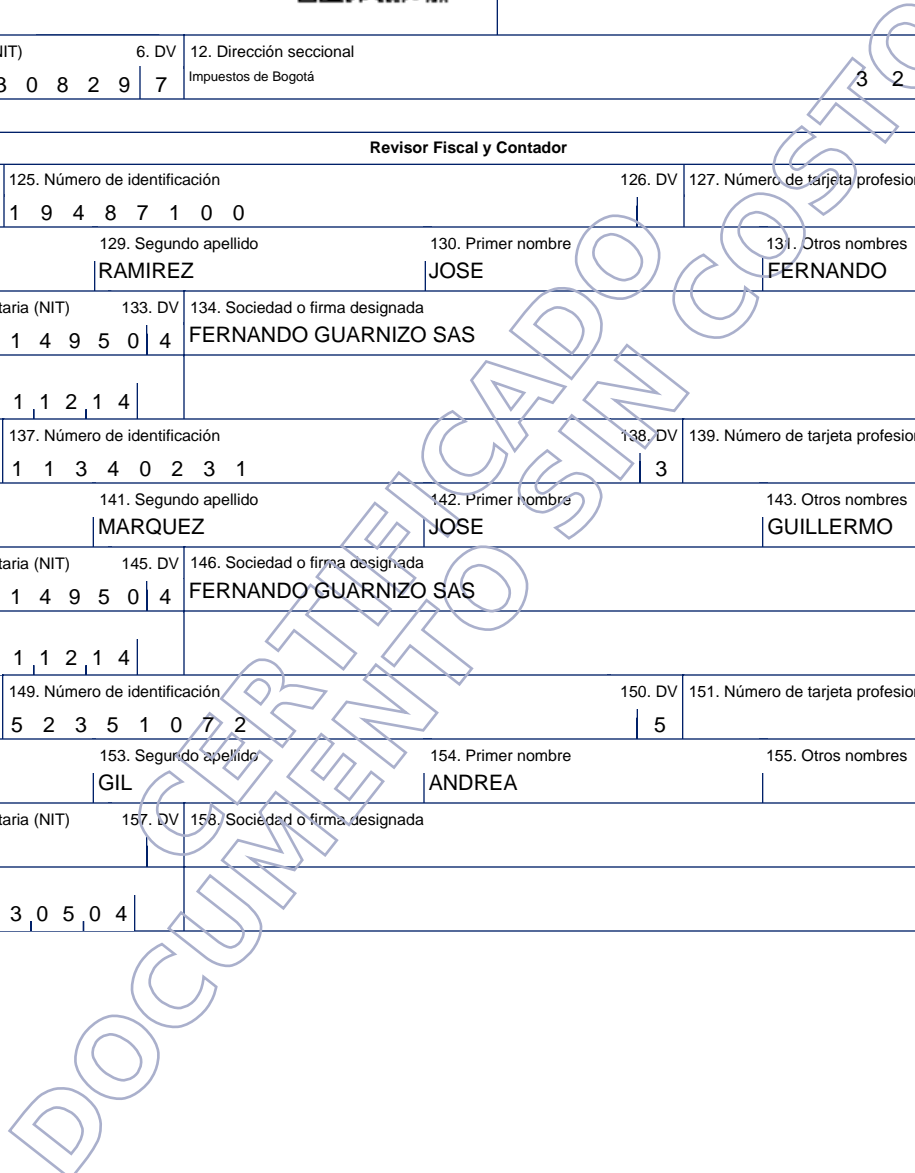 IIT) 6. DV 12. Dirección seccional
3 0 8 2 9 7 Impuestos de Bogotá 3 2
Revisor Fiscal y Contador
125. Número de identificación 126. DV 127. Número de tarjeta profesion
1 9 4 8 7 1 0 0
129. Segundo apellido 130. Primer nombre 131. Otros nombres
RAMIREZ JOSE FERNANDO
taria (NIT) 133. DV 134. Sociedad o firma designada
1 4 9 5 0 4 FERNANDO GUARNIZO SAS
1 1 2 1 4
137. Número de identificación 138. DV 139. Número de tarjeta profesion
1 1 3 4 0 2 3 1 3
141. Segundo apellido 142. Primer nombre 143. Otros nombres
MARQUEZ JOSE GUILLERMO
taria (NIT) 145. DV 146. Sociedad o firma designada
1 4 9 5 0 4 FERNANDO GUARNIZO SAS
1 1 2 1 4
149. Número de identificación 150. DV 151. Número de tarjeta profesion
5 2 3 5 1 0 7 2 5
153. Segundo apellido 154. Primer nombre 155. Otros nombres
GIL ANDREA
taria (NIT) 157. DV 158. Sociedad o firma designada
3 0 5 0 4
CERTIFICADO
DOCUMENTO SIN COSTO